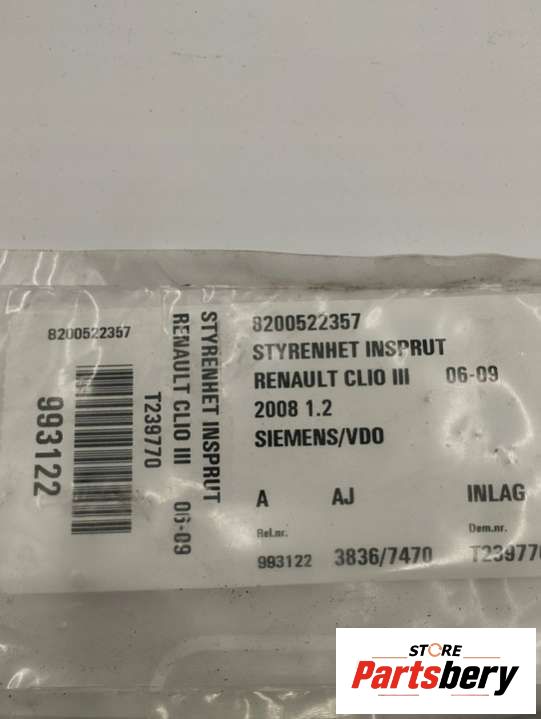 8200522357
993122
T239770
RENAULT CLIO III 06-09
STYRENHET INSPRUT
8200522357
STYRENHET INSPRUT
RENAULT CLIO III 06-09
2008 1.2
SIEMENS/VDO
A AJ INLAG
Rel.nr. Dem.nr.
993122 3836/7470 T239770
STORE
Partsbery